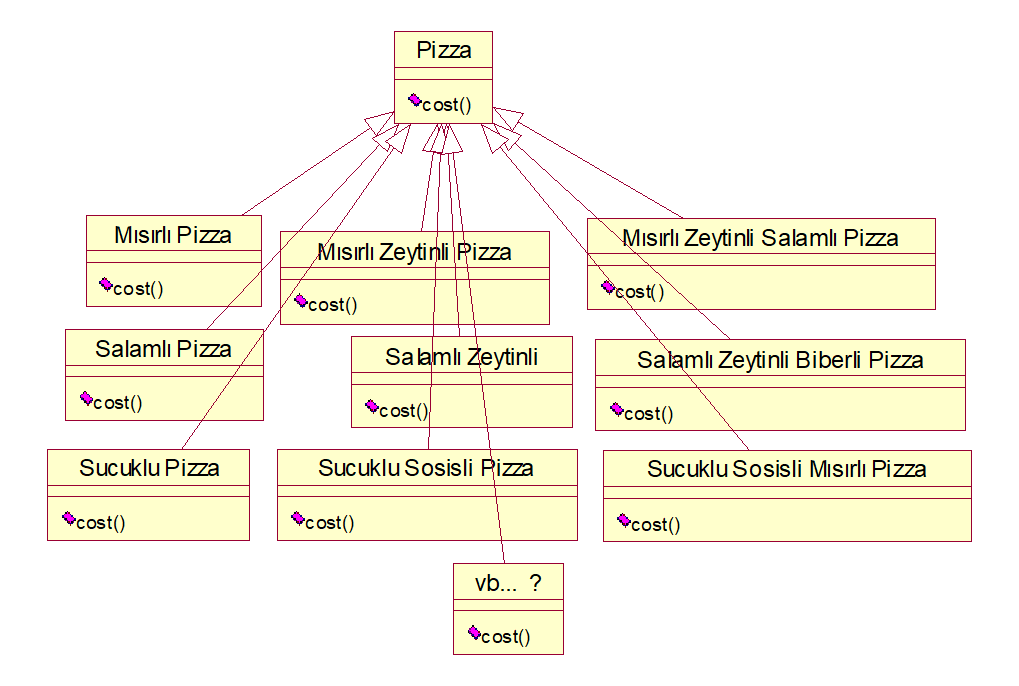 Pizza
cost()
Mısırlı Pizza
cost()
Mısırlı Zeytinli Pizza
cost()
Mısırlı Zeytinli Salamlı Pizza
cost()
Salamlı Pizza
cost()
Salamlı Zeytinli
cost()
Salamlı Zeytinli Biberli Pizza
cost()
Sucuklu Pizza
cost()
Sucuklu Sosisli Pizza
cost()
Sucuklu Sosisli Mısırlı Pizza
cost()
vb... ?
cost()